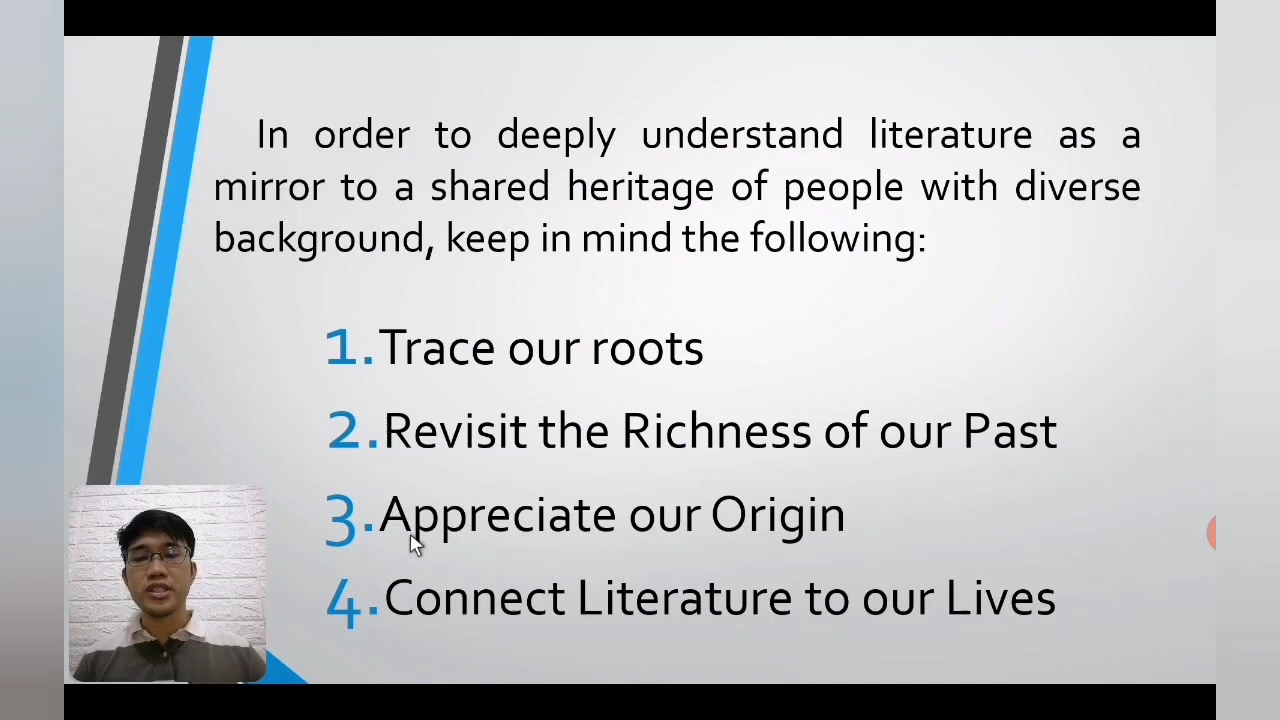 In order to deeply understand literature as a
mirror to a shared heritage of people with diverse
background, keep in mind the following:
1. Trace our roots
2. Revisit the Richness of our Past
3. Appreciate our Origin
4. Connect Literature to our Lives